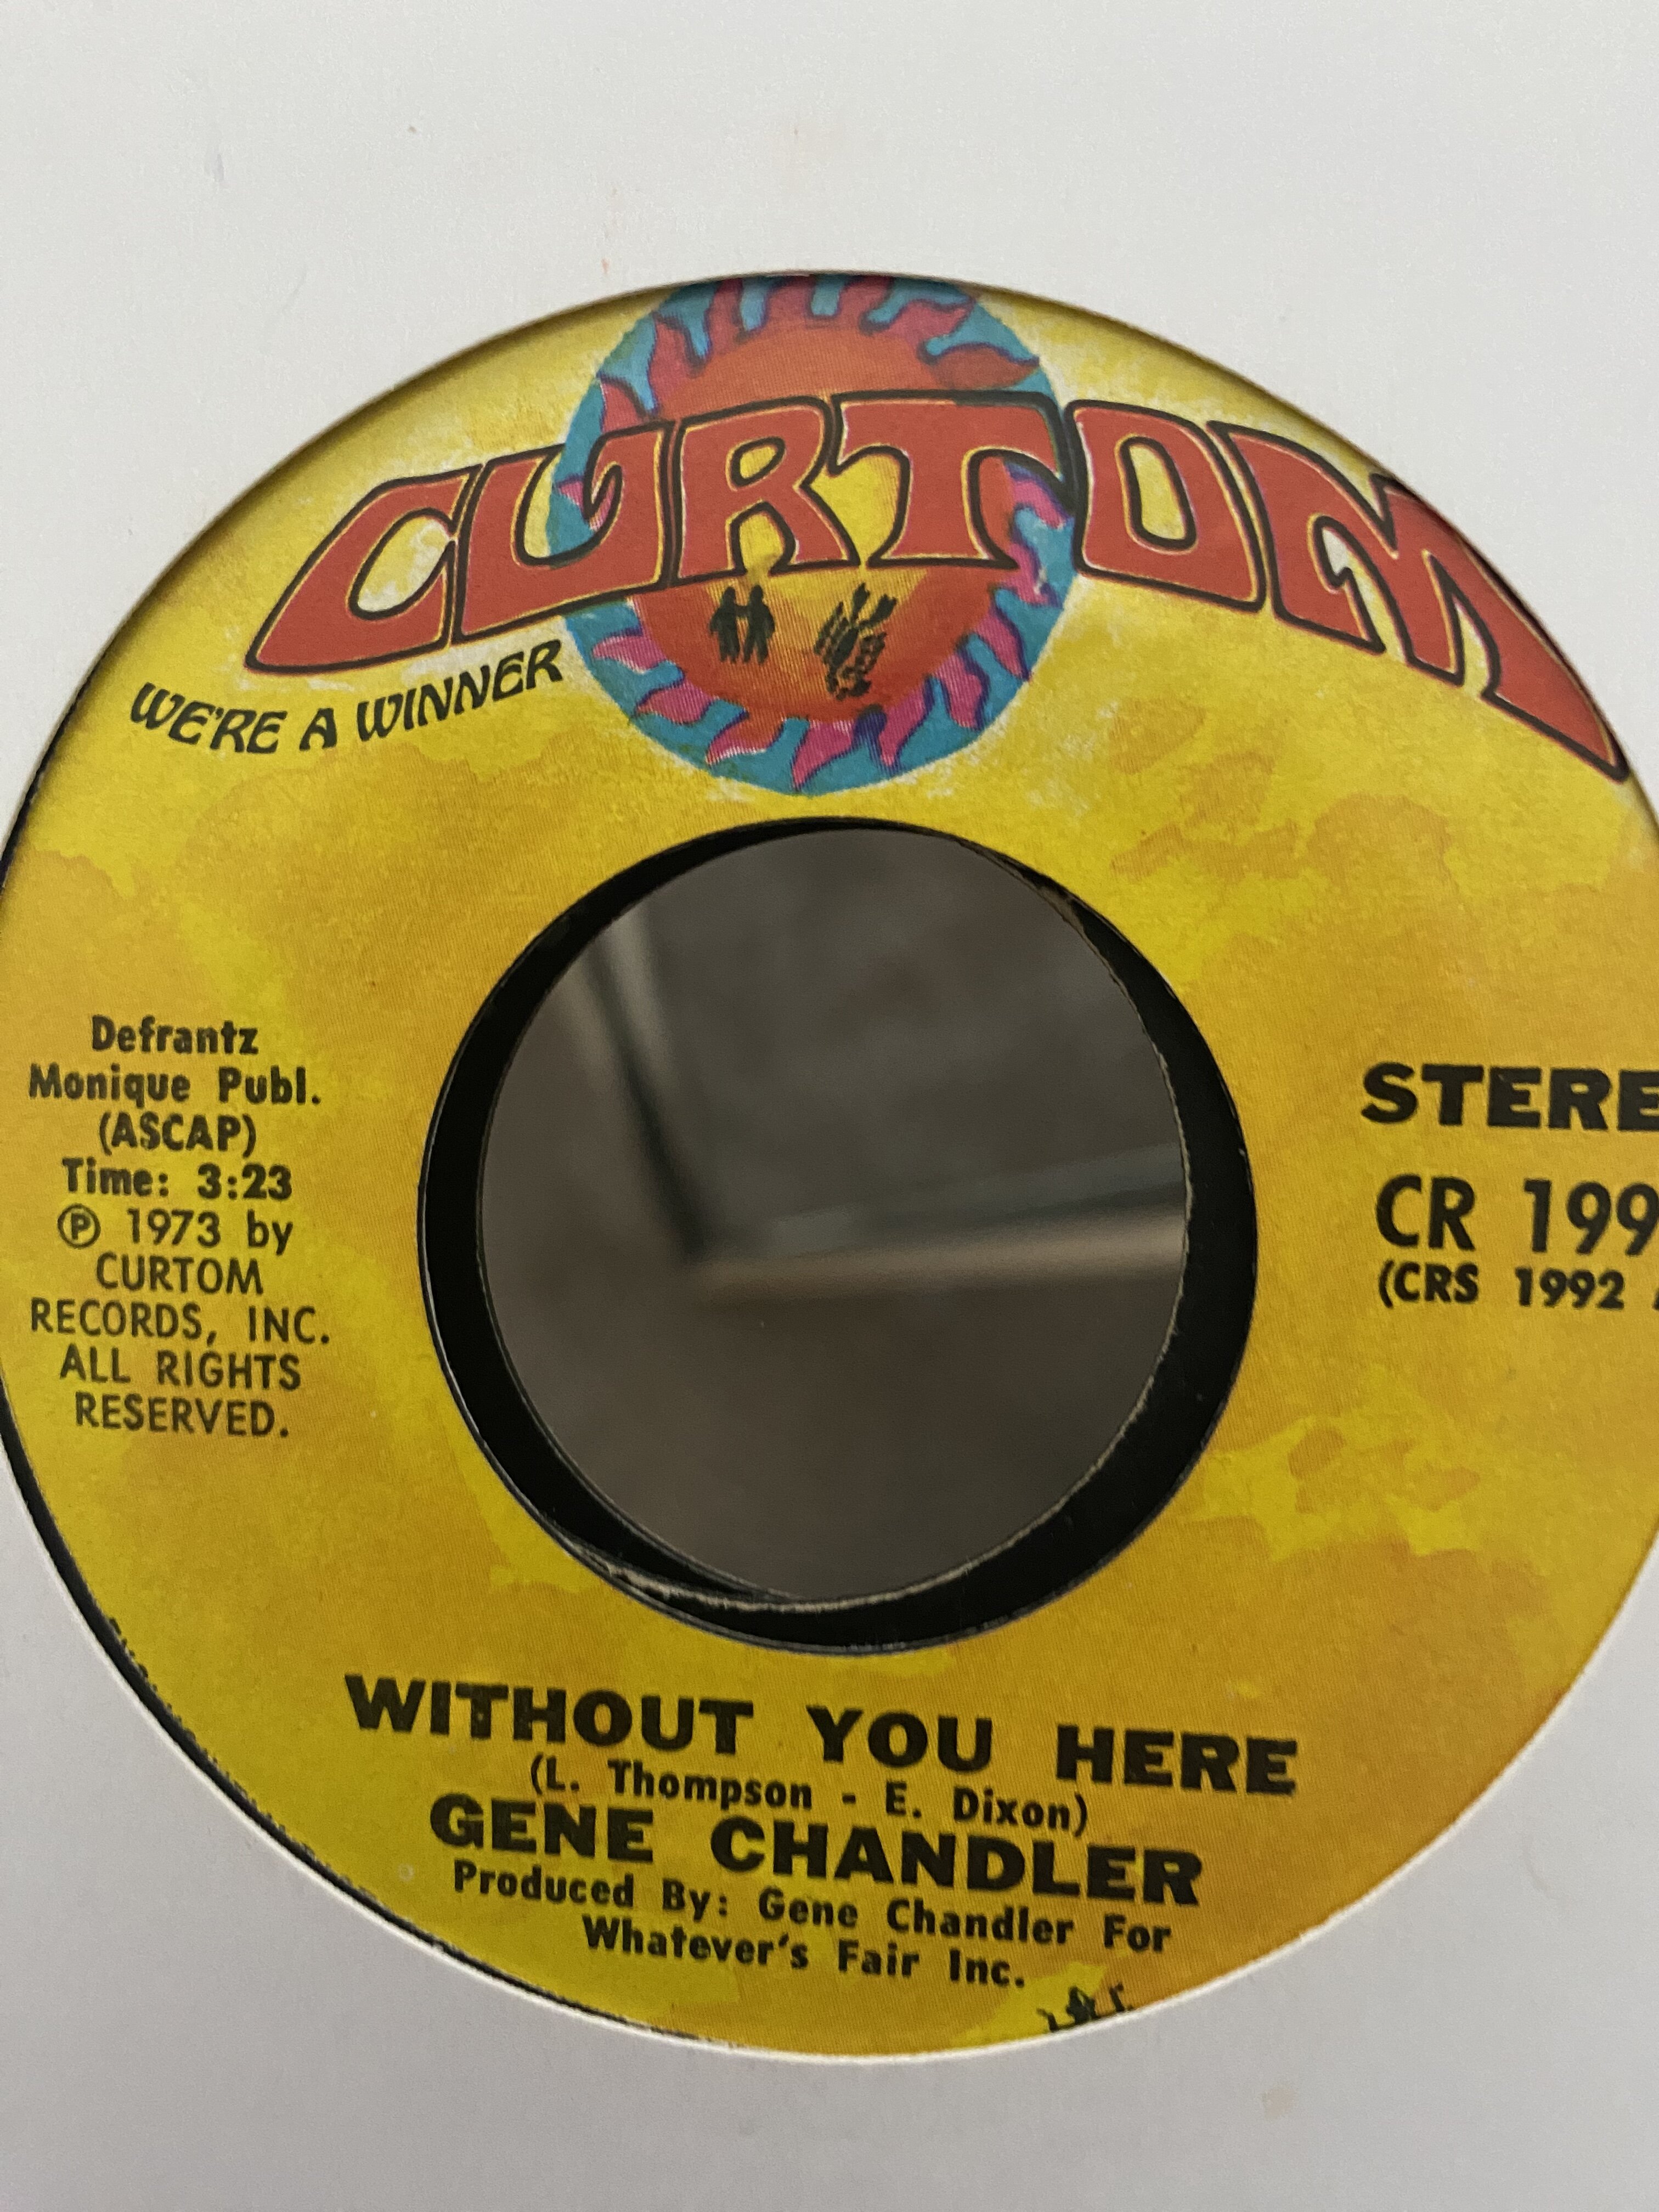 CURTOM
WE'RE A WINNER
Defrantz
Monique Publ.
(ASCAP)
Time: 3:23
Ⓟ 1973 by
CURTOM
RECORDS, INC.
ALL RIGHTS
RESERVED.
STERE
CR 199
(CRS 1992
WITHOUT YOU HERE
(L. Thompson - E. Dixon)
GENE CHANDLER
Produced By: Gene Chandler For
Whatever's Fair Inc.